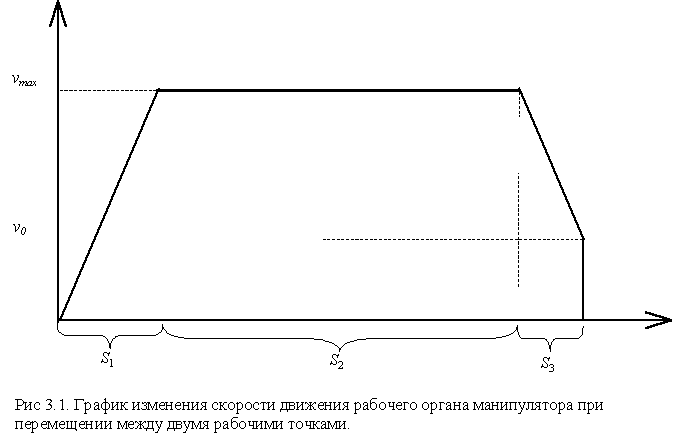 vmax
v0
S1
S2
S3
Рис 3.1. График изменения скорости движения рабочего органа манипулятора при
перемещении между двумя рабочими точками.